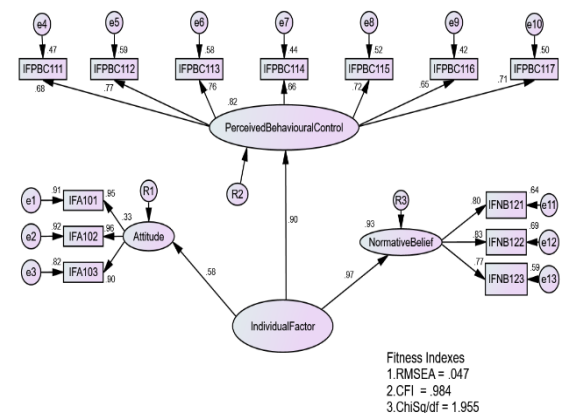 e4 e5 e6 e7 e8 e9 e10
.47 .59 .58 .44 .52 .42 .50
IFPBC111 IFPBC112 IFPBC113 IFPBC114 IFPBC115 IFPBC116 IFPBC117
.68 .77 .76 .66 .72 .65 .71
.82
PerceivedBehaviouralControl
R2
.90
R1
.33
Attitude
e1 .91 IFA101 .95
e2 .92 IFA102 .96
e3 .82 IFA103 .90
.58
R3
.93
NormativeBelief
.80 IFNB121 .64 e11
.83 IFNB122 .69 e12
.77 IFNB123 .59 e13
.97
IndividualFactor
Fitness Indexes
1.RMSEA = .047
2.CFI = .984
3.ChiSq/df = 1.955